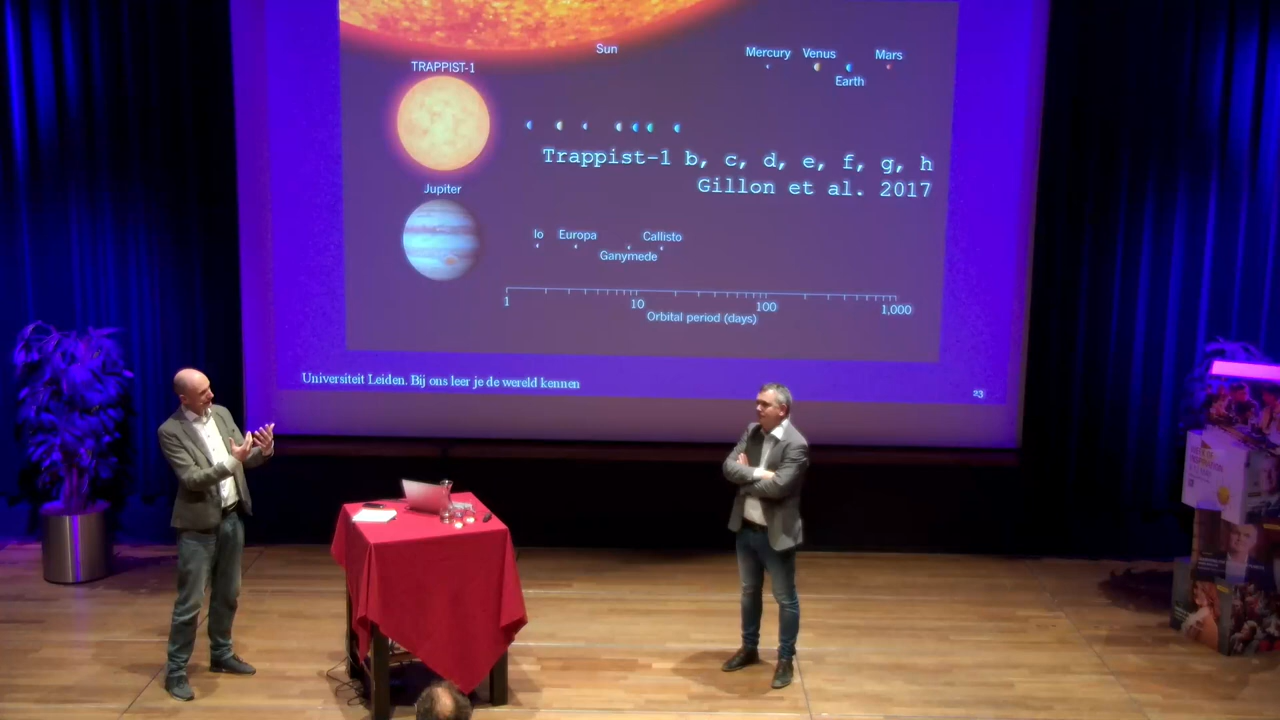 Sun
Mercury Venus Mars
Earth
TRAPPIST-1
Trappist-1 b, c, d, e, f, g, h
Gillon et al. 2017
Jupiter
Io Europa Callisto
Ganymede
1 10 100 1,000
Orbital period (days)
Universiteit Leiden. Bij ons leer je de wereld kennen
23